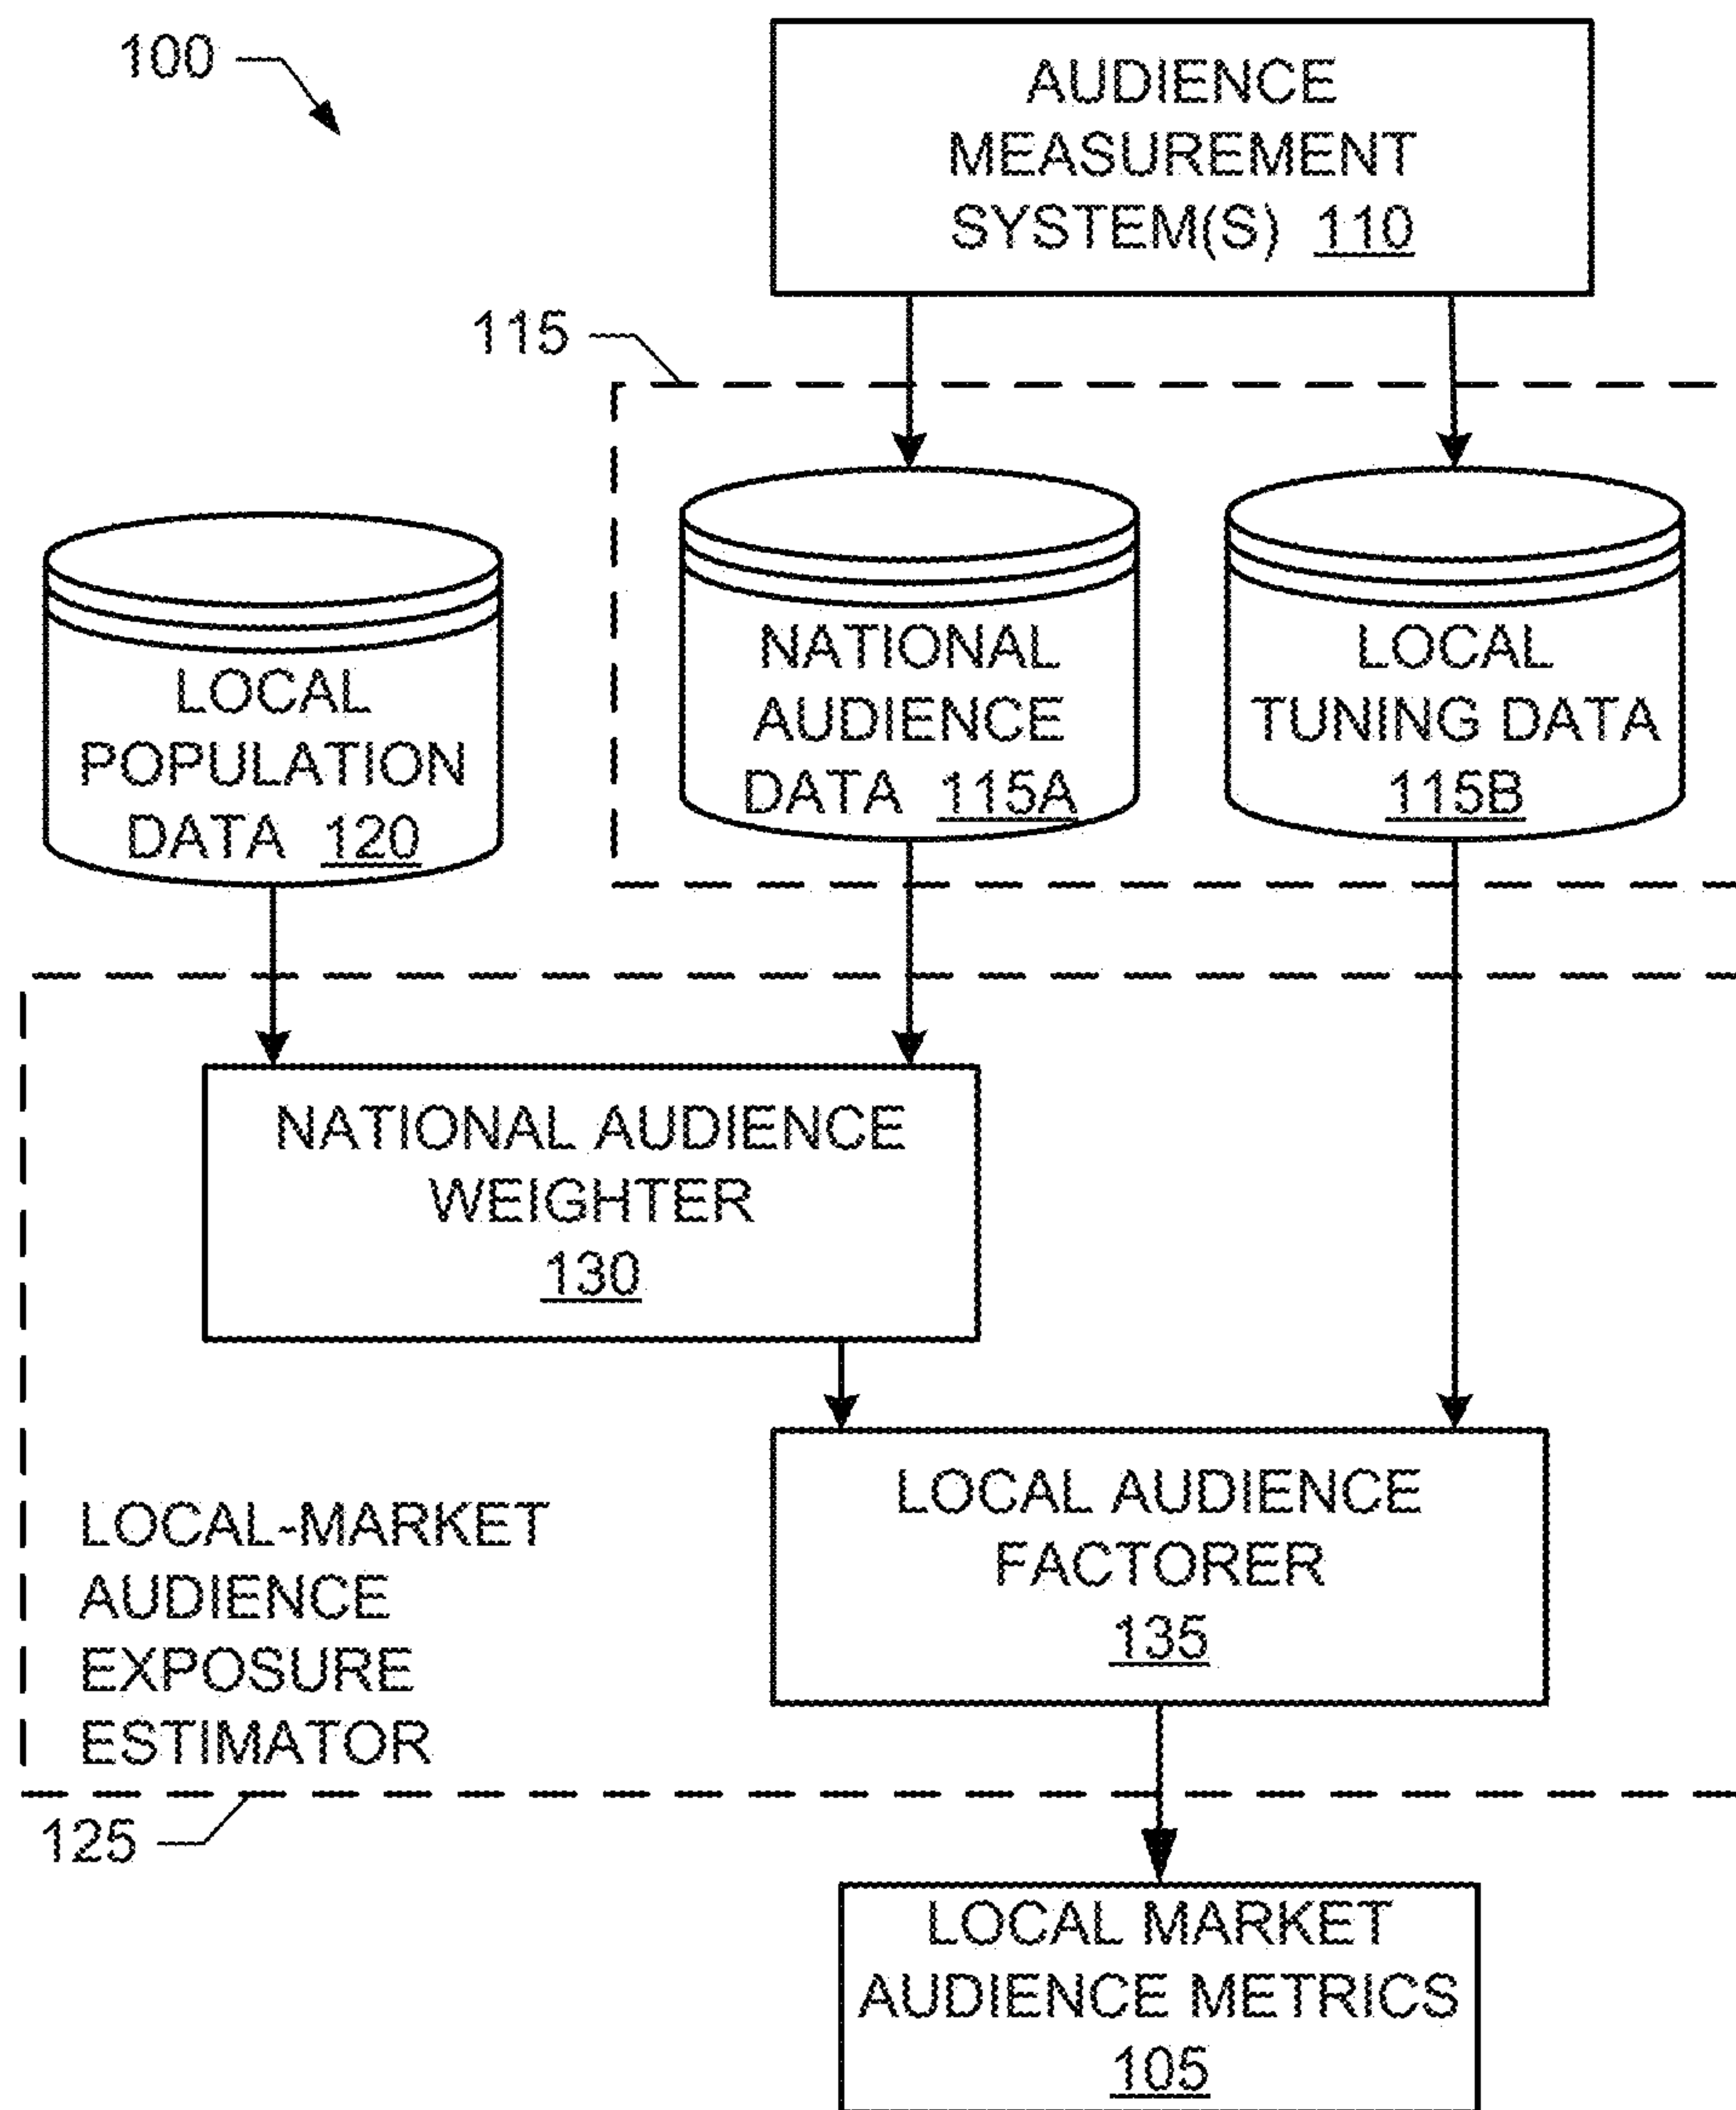 100
AUDIENCE
MEASUREMENT
SYSTEM(S) 110
115
LOCAL
POPULATION
DATA 120
NATIONAL
AUDIENCE
DATA 115A
LOCAL
TUNING DATA
115B
NATIONAL AUDIENCE
WEIGHTER
130
LOCAL AUDIENCE
FACTORER
135
LOCAL-MARKET
AUDIENCE
EXPOSURE
ESTIMATOR
125
LOCAL MARKET
AUDIENCE METRICS
105